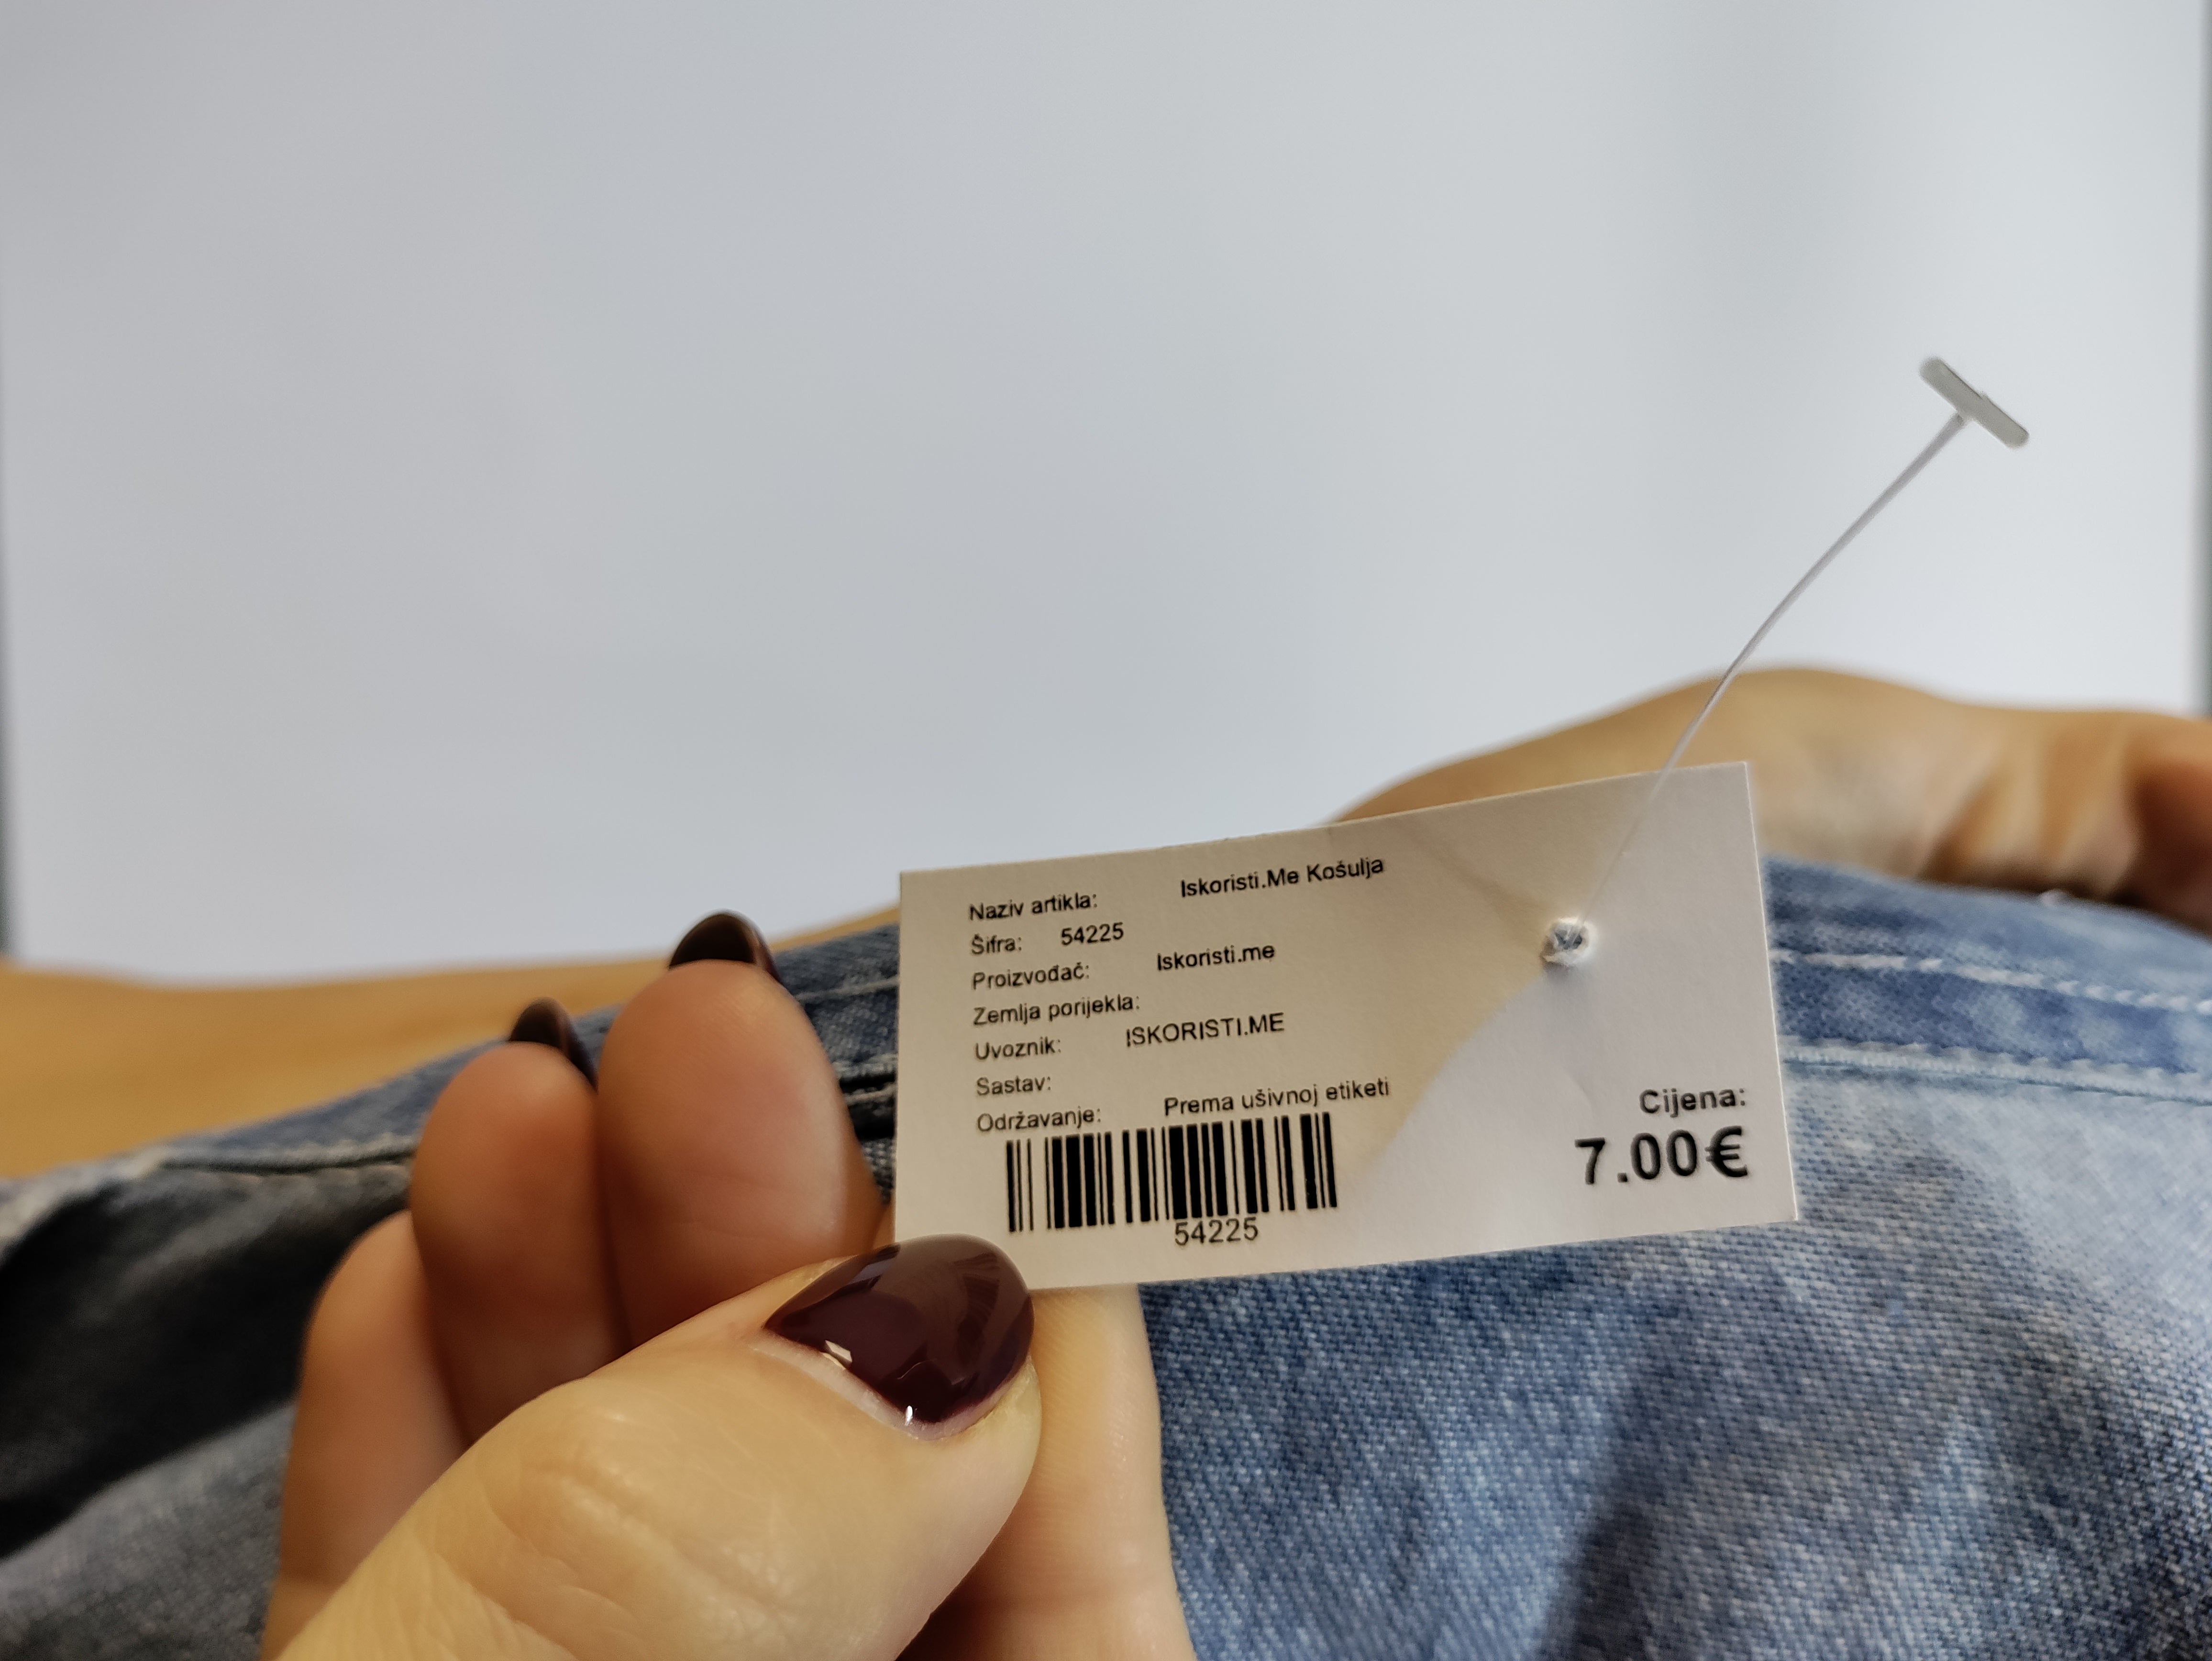 Naziv artikla: Iskoristi.Me Košulja
Šifra: 54225
Proizvođač: Iskoristi.me
Zemlja porijekla:
Uvoznik: ISKORISTI.ME
Sastav:
Održavanje: Prema ušivnoj etiketi
54225
Cijena:
7.00€